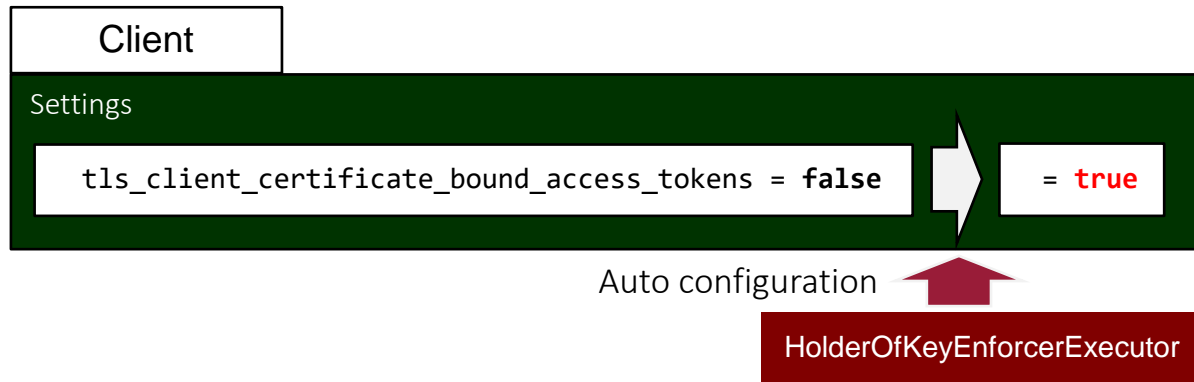 Client
Settings
tls_client_certificate_bound_access_tokens = false
= true
Auto configuration
HolderOfKeyEnforcerExecutor